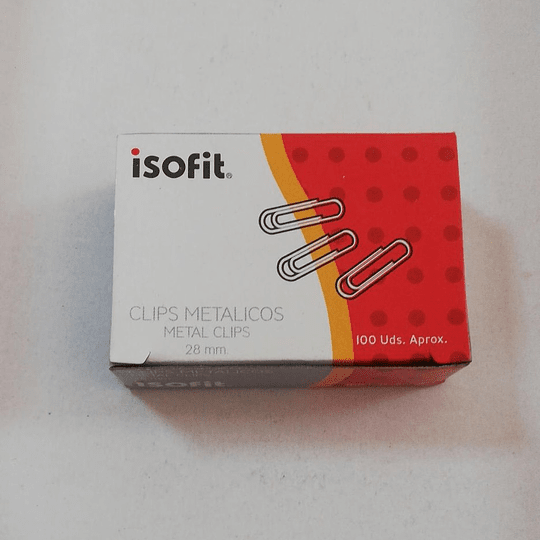 isofit®
CLIPS METALICOS
METAL CLIPS
28 mm
100 Uds. Aprox.
isofit